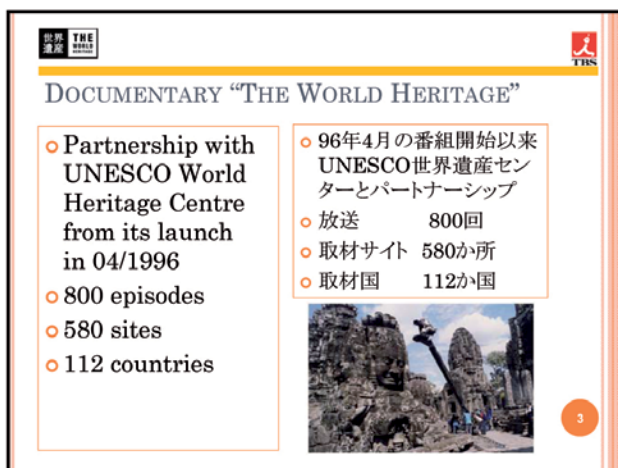 世界 THE
遺産 WORLD
HERITAGE
TBS
DOCUMENTARY “THE WORLD HERITAGE”
Partnership with
UNESCO World
Heritage Centre
from its launch
in 04/1996
800 episodes
580 sites
112 countries
96年4月の番組開始以来
UNESCO世界遺産セン
ターとパートナーシップ
放送 800回
取材サイト 580か所
取材国 112か国
3